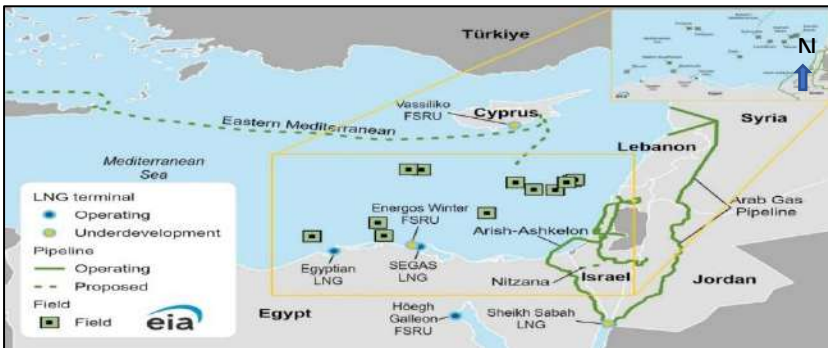 Türkiye
N
Vassiliko
FSRU
Cyprus
Syria
Eastern Mediterranean
Lebanon
Mediterranean
Sea
LNG terminal
Operating
Underdevelopment
Pipeline
Operating
Proposed
Field
Field
eia
Energos Winter
FSRU
Arab Gas
Pipeline
Arish-Ashkelon
Egyptian
LNG
SEGAS
LNG
Nitzana
Israel
Jordan
Egypt
Höegh
Galleon
FSRU
Sheikh Sabah
LNG